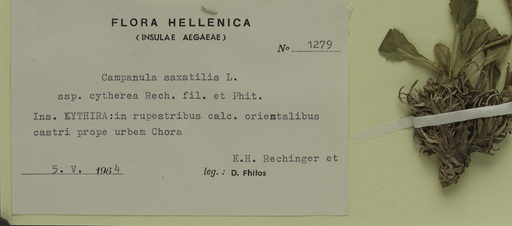 FLORA HELLENICA
( INSULAE AEGAEAE )
No 1279
Campanula saxatilis L.
ssp. cytherea Rech. fil. et Phit.
Ins. KYTHIRA:in rupestribus calc. orientalibus
castri prope urbem Chora
K.H. Rechinger et
5. V. 1964 leg. : D. Phitos